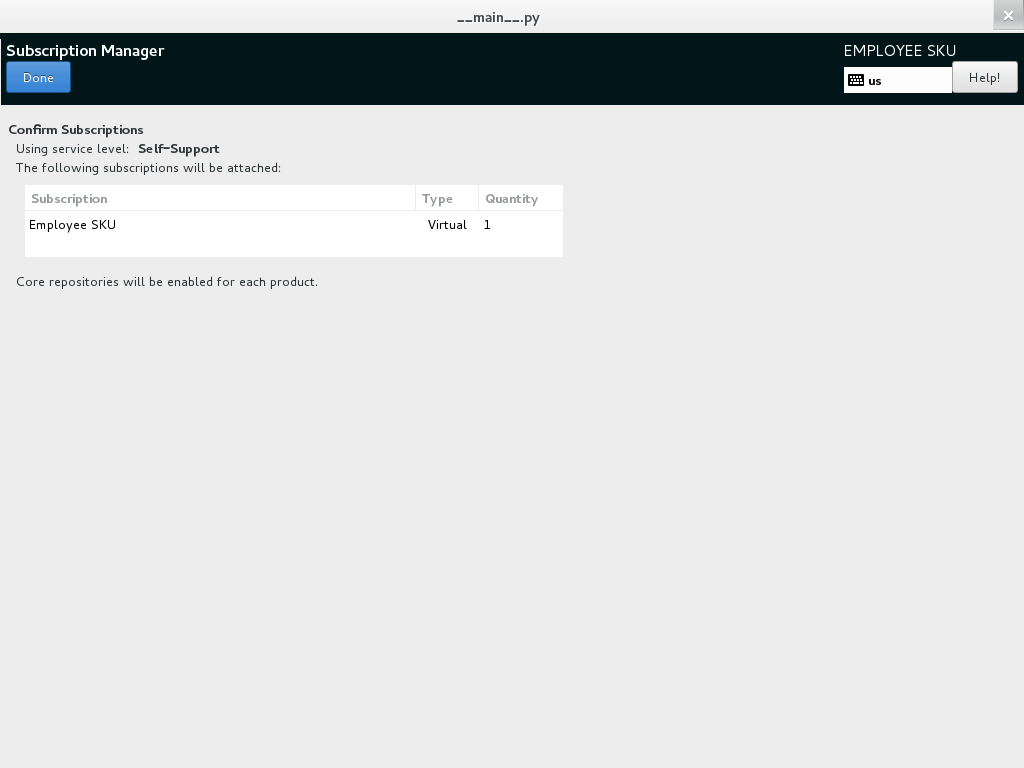 __main__.py
Subscription Manager
EMPLOYEE SKU
Done
us
Help!
Confirm Subscriptions
Using service level: Self-Support
The following subscriptions will be attached:
Subscription Type Quantity
Employee SKU Virtual 1
Core repositories will be enabled for each product.